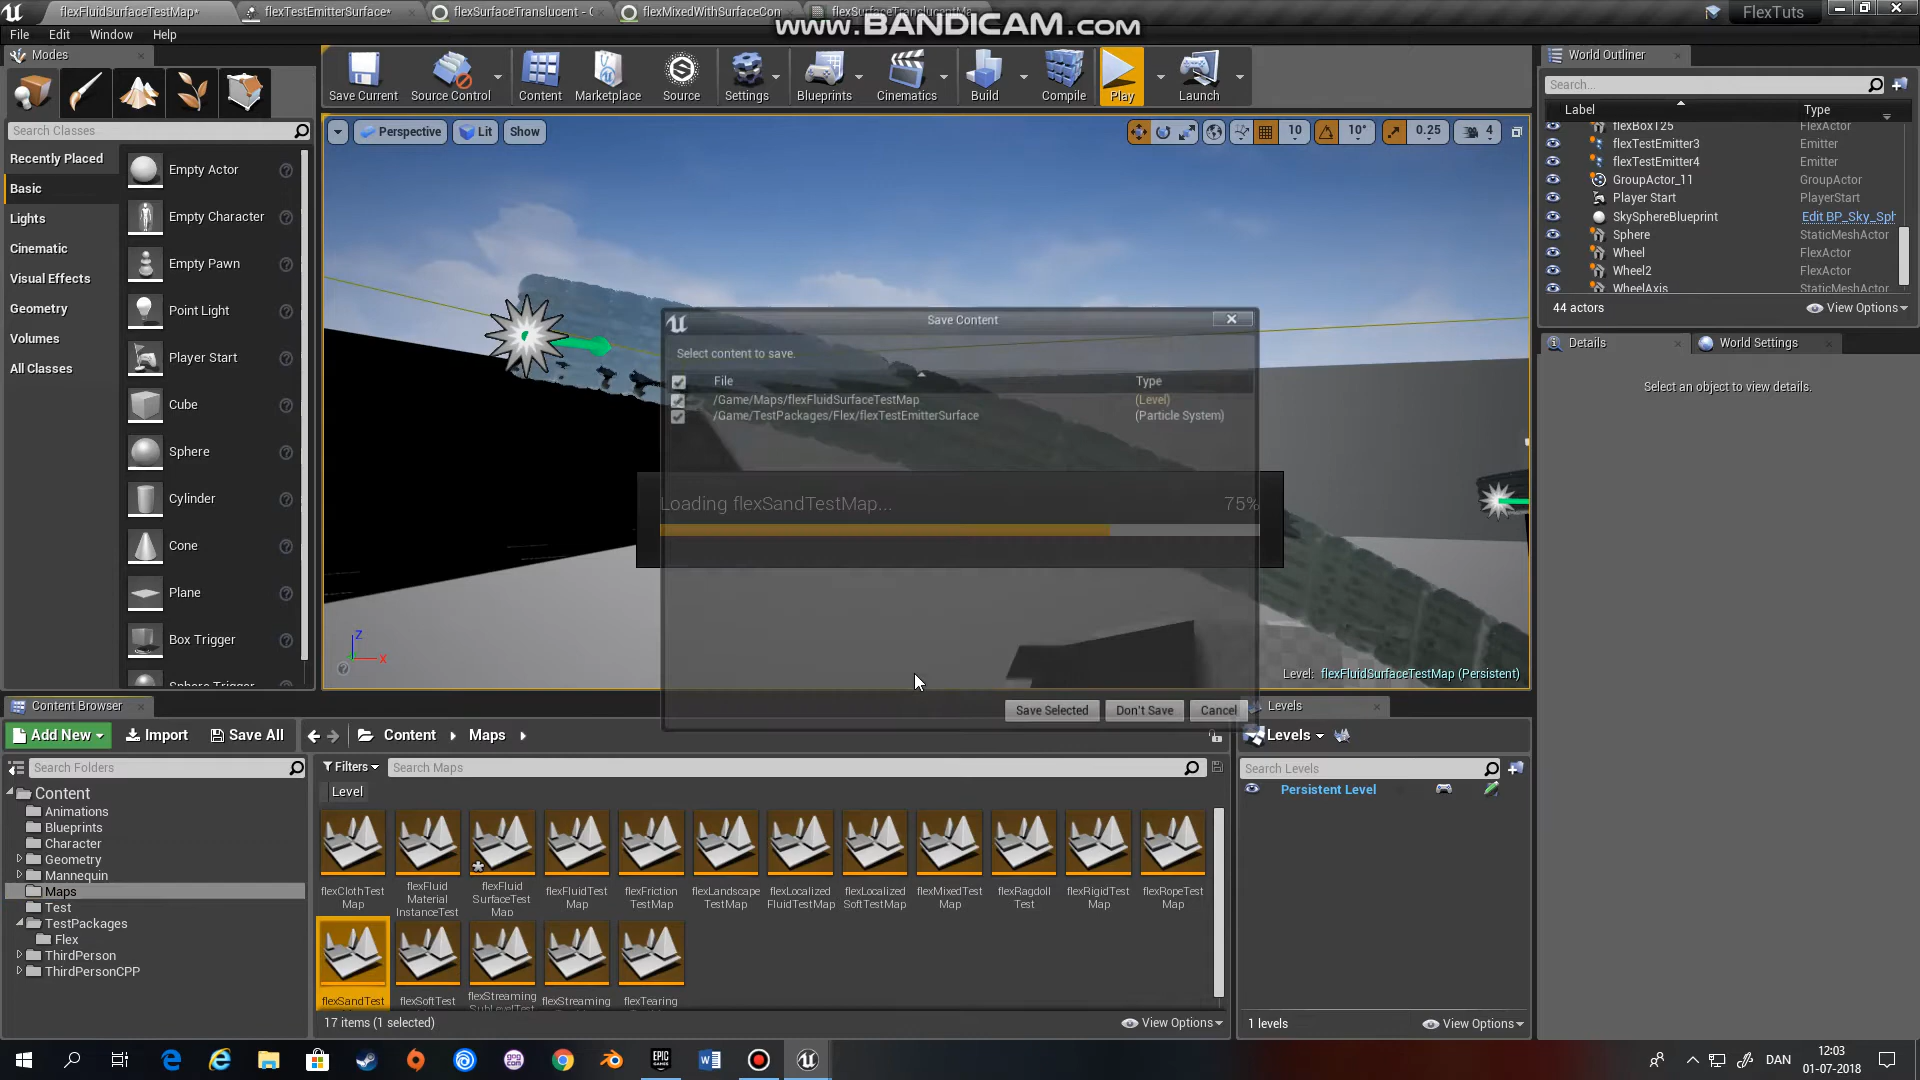 flexFluidSurfaceTestMap*
flexTestEmitterSurface*
flexSurfaceTranslucent - C
flexMixedWithSurfaceCon
flexSurfaceTranslucentMa
www.BANDICAM.com
FlexTuts
File Edit Window Help
Modes
Save Current
Source Control
Content
Marketplace
Source
Settings
Blueprints
Cinematics
Build
Compile
Play
Launch
World Outliner
Search...
Label Type
flexBox125 FlexActor
flexTestEmitter3 Emitter
flexTestEmitter4 Emitter
GroupActor_11 GroupActor
Player Start PlayerStart
SkySphereBlueprint Edit BP_Sky_Sph
Sphere StaticMeshActor
Wheel FlexActor
Wheel2 FlexActor
WheelAxis StaticMeshActor
44 actors View Options
Details World Settings
Select an object to view details.
Search Classes
Recently Placed
Basic
Lights
Cinematic
Visual Effects
Geometry
Volumes
All Classes
Empty Actor
Empty Character
Empty Pawn
Point Light
Player Start
Cube
Sphere
Cylinder
Cone
Plane
Box Trigger
Sphere Trigger
Perspective Lit Show
10 10° 0.25 4
Save Content
Select content to save.
File Type
/Game/Maps/flexFluidSurfaceTestMap (Level)
/Game/TestPackages/Flex/flexTestEmitterSurface (Particle System)
Loading flexSandTestMap... 75%
Z
X
Level: flexFluidSurfaceTestMap (Persistent)
Save Selected Don't Save Cancel
Content Browser
Add New Import Save All Content Maps
Search Folders
Content
Animations
Blueprints
Character
Geometry
Mannequin
Maps
Test
TestPackages
Flex
ThirdPerson
ThirdPersonCPP
Filters Search Maps
Level
flexClothTest
Map
flexFluid
Material
InstanceTest
flexFluid
SurfaceTest
Map
flexFluidTest
Map
flexFriction
TestMap
flexLandscape
TestMap
flexLocalized
FluidTestMap
flexLocalized
SoftTestMap
flexMixedTest
Map
flexRagdoll
Test
flexRigidTest
Map
flexRopeTest
Map
flexSandTest
flexSoftTest
flexStreaming
SubLevelTest
flexStreaming
flexTearing
17 items (1 selected) View Options
Levels
Levels
Search Levels
Persistent Level
1 levels View Options
DAN
12:03
01-07-2018